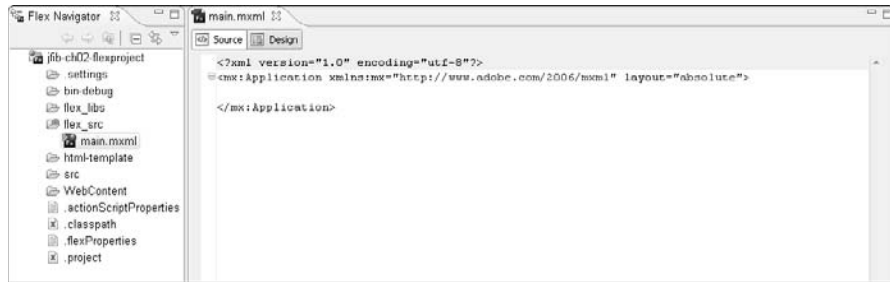 Flex Navigator
jfib-ch02-flexproject
.settings
bin-debug
flex_libs
flex_src
main.mxml
html-template
src
WebContent
.actionScriptProperties
.classpath
.flexProperties
.project
main.mxml
Source Design
<?xml version="1.0" encoding="utf-8"?>
<mx:Application xmlns:mx="http://www.adobe.com/2006/mxml" layout="absolute">
</mx:Application>